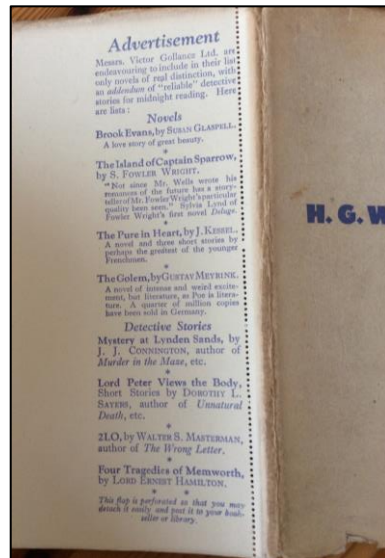 Advertisement
Messrs. Victor Gollancz Ltd. are
endeavouring to include in their list
only novels of real distinction, with
an addendum of "reliable" detective
stories for midnight reading. Here
are lists:
Novels
Brook Evans, by SUSAN GLASPELL.
A love story of great beauty.
*
The Island of Captain Sparrow,
by S. FOWLER WRIGHT.
"Not since Mr. Wells wrote his
romances of the future has a story-
teller of Mr. Fowler Wright's particular
quality been seen." Sylvia Lynd of
Fowler Wright's first novel Deluge.
*
The Pure in Heart, by J. KESSEL.
A novel and three short stories by
perhaps the greatest of the younger
Frenchmen.
*
The Golem, by GUSTAV MEYRINK.
A novel of intense and weird excite-
ment, but literature, as Poe is litera-
ture. A quarter of million copies
have been sold in Germany.
Detective Stories
Mystery at Lynden Sands, by
J. J. CONNINGTON, author of
Murder in the Maze, etc.
*
Lord Peter Views the Body,
Short Stories by DOROTHY L.
SAYERS, author of Unnatural
Death, etc.
*
2LO, by WALTER S. MASTERMAN,
author of The Wrong Letter.
*
Four Tragedies of Memworth,
by LORD ERNEST HAMILTON.
* *
This flap is perforated so that you may
detach it easily and post it to your book-
seller or library.
H. G. W